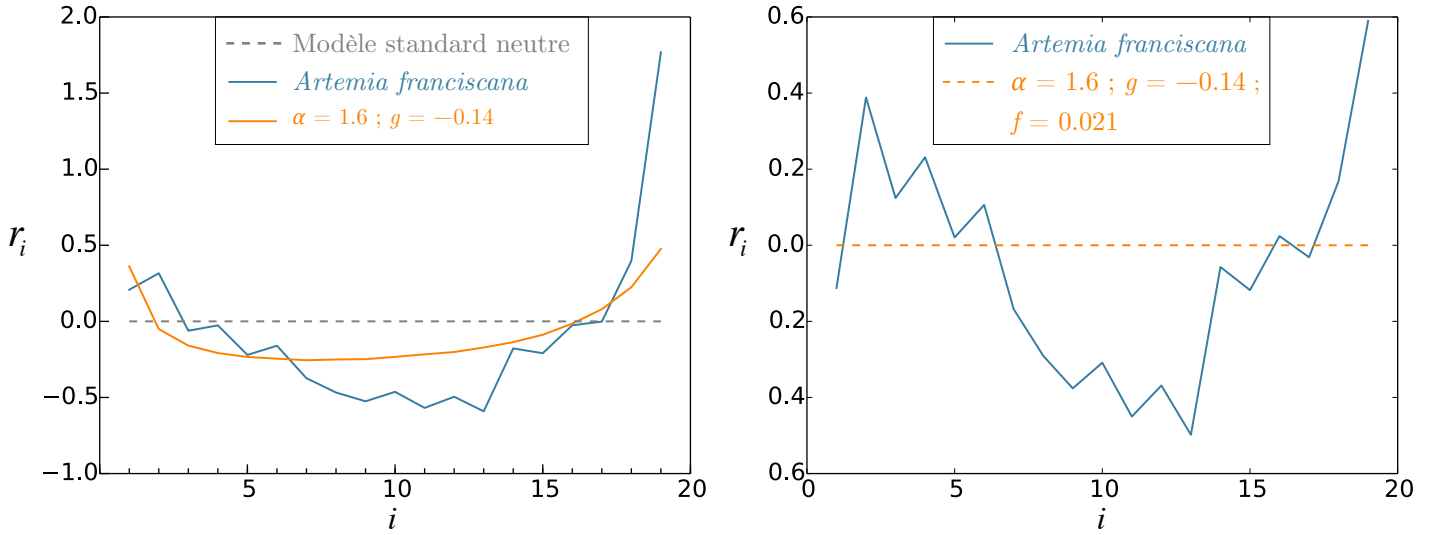 2.0
1.5
1.0
0.5
0.0
−0.5
−1.0
r_i
5
10
15
20
i
Modèle standard neutre
Artemia franciscana
α = 1.6 ; g = −0.14
0.6
0.4
0.2
0.0
0.2
0.4
0.6
r_i
0
5
10
15
20
i
Artemia franciscana
α = 1.6 ; g = −0.14 ;
f = 0.021